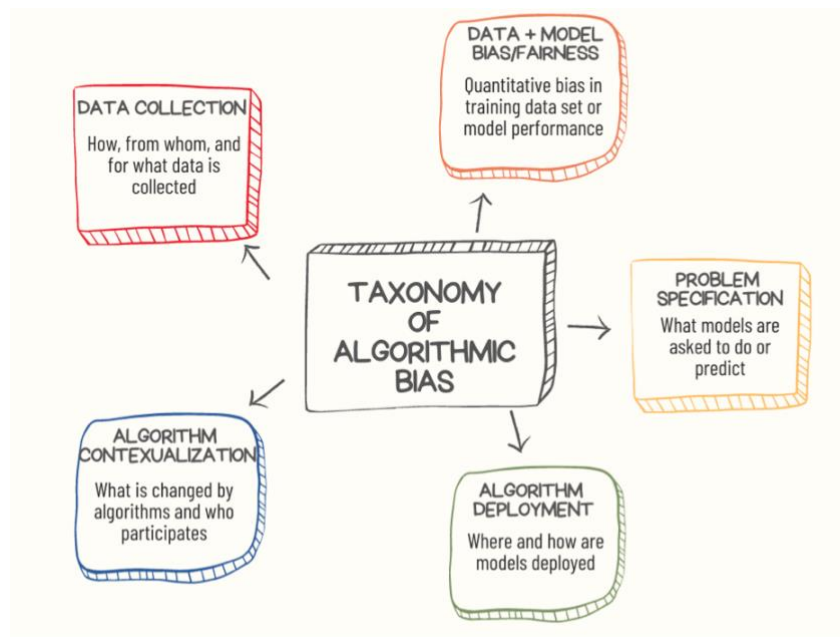 DATA COLLECTION
How, from whom, and
for what data is
collected
DATA + MODEL
BIAS/FAIRNESS
Quantitative bias in
training data set or
model performance
TAXONOMY
OF
ALGORITHMIC
BIAS
PROBLEM
SPECIFICATION
What models are
asked to do or
predict
ALGORITHM
CONTEXUALIZATION
What is changed by
algorithms and who
participates
ALGORITHM
DEPLOYMENT
Where and how are
models deployed